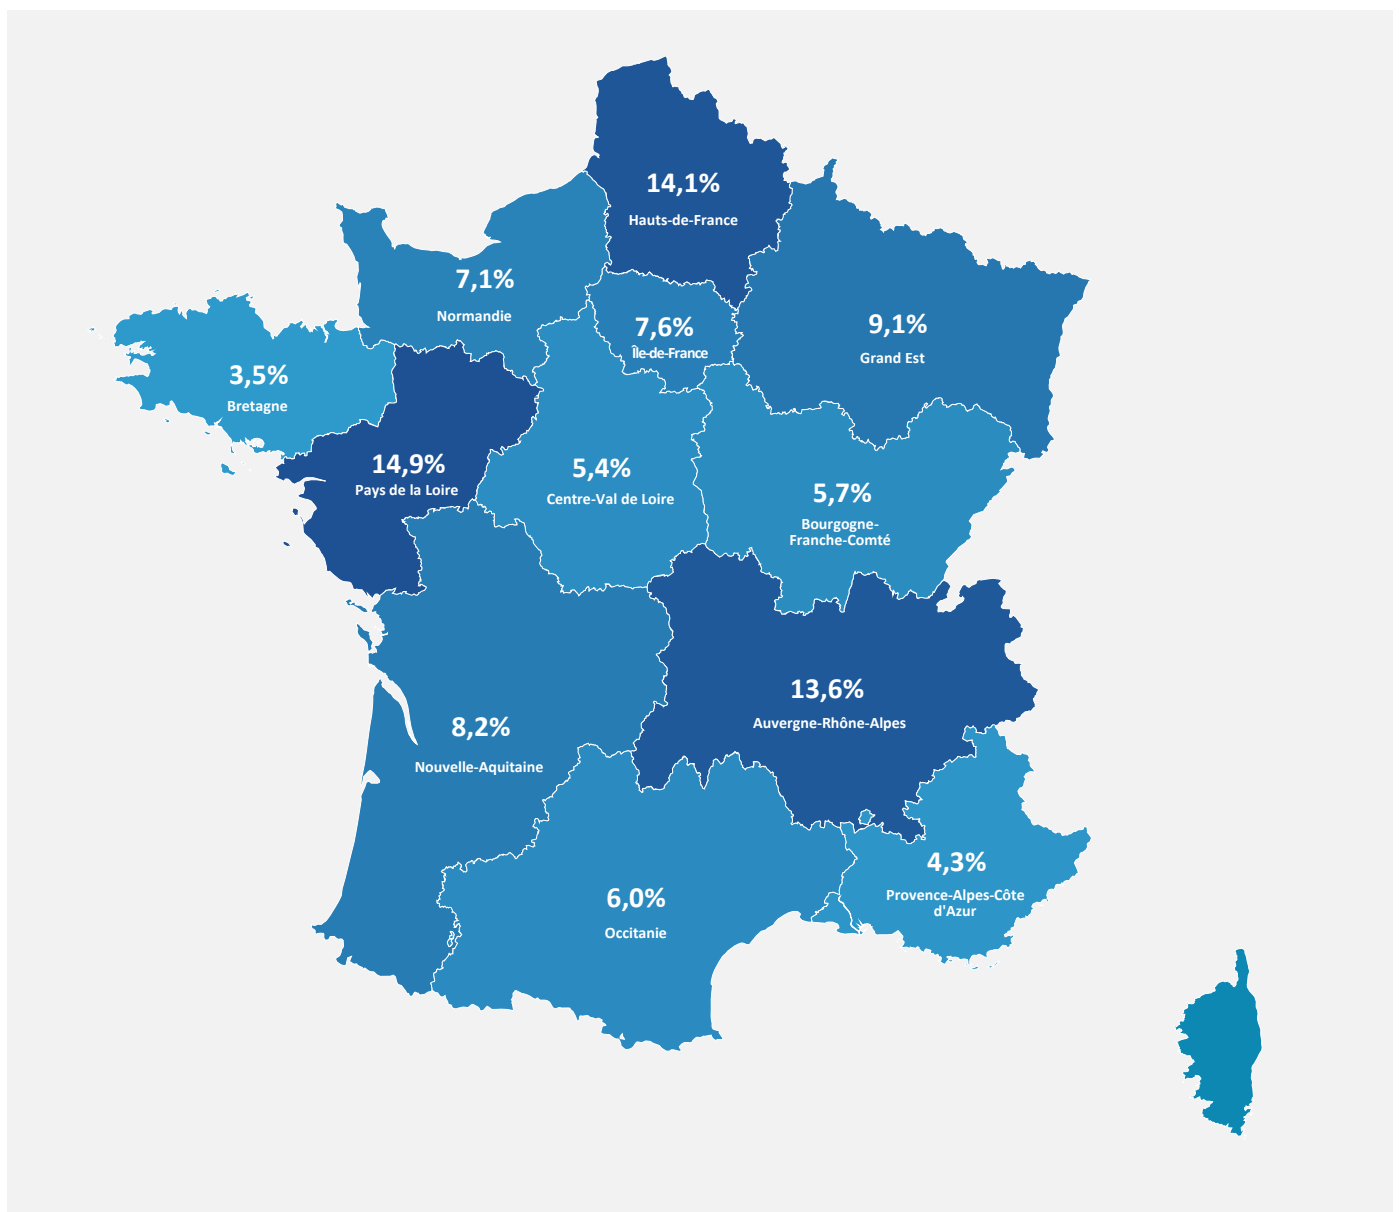 14,1%
Hauts-de-France
7,1%
Normandie
7,6%
Île-de-France
9,1%
Grand Est
3,5%
Bretagne
14,9%
Pays de la Loire
5,4%
Centre-Val de Loire
5,7%
Bourgogne-
Franche-Comté
13,6%
Auvergne-Rhône-Alpes
8,2%
Nouvelle-Aquitaine
4,3%
Provence-Alpes-Côte
d'Azur
6,0%
Occitanie